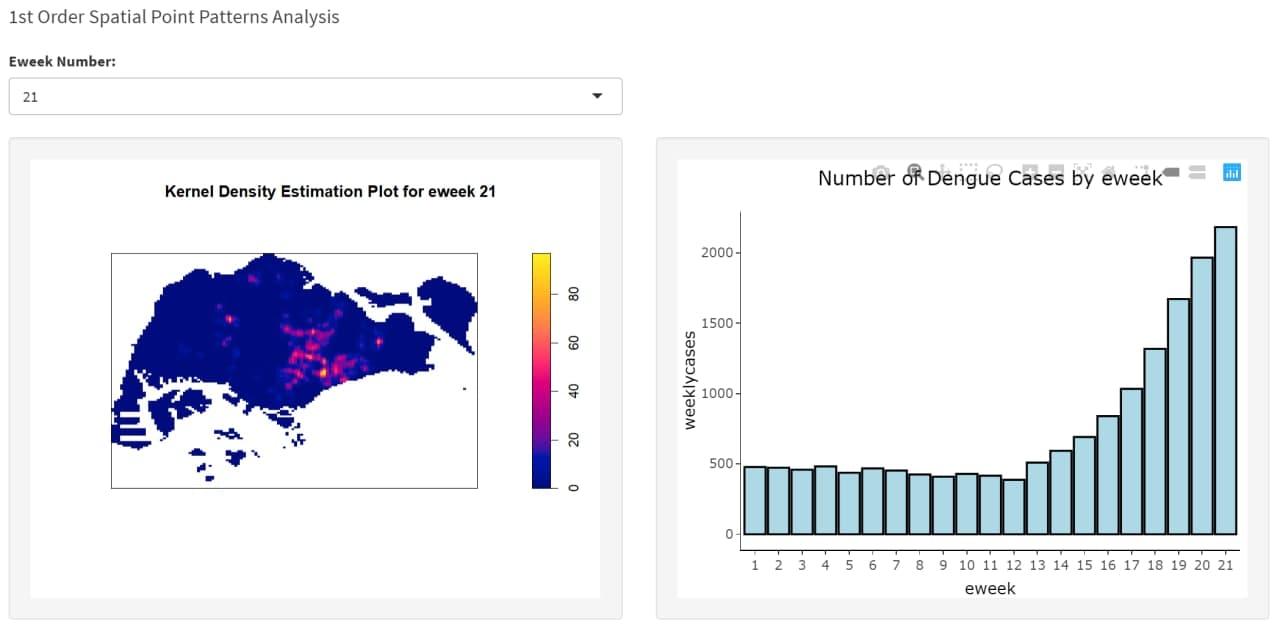 1st Order Spatial Point Patterns Analysis
Eweek Number:
21
Kernel Density Estimation Plot for eweek 21
80
60
40
20
0
Number of Dengue Cases by eweek
weeklycases
2000
1500
1000
500
0
1 2 3 4 5 6 7 8 9 10 11 12 13 14 15 16 17 18 19 20 21
eweek